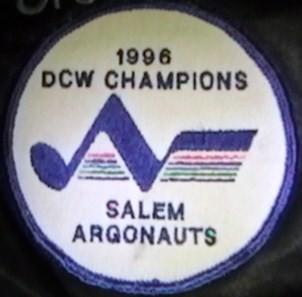 1996
DCW CHAMPIONS
SALEM
ARGONAUTS